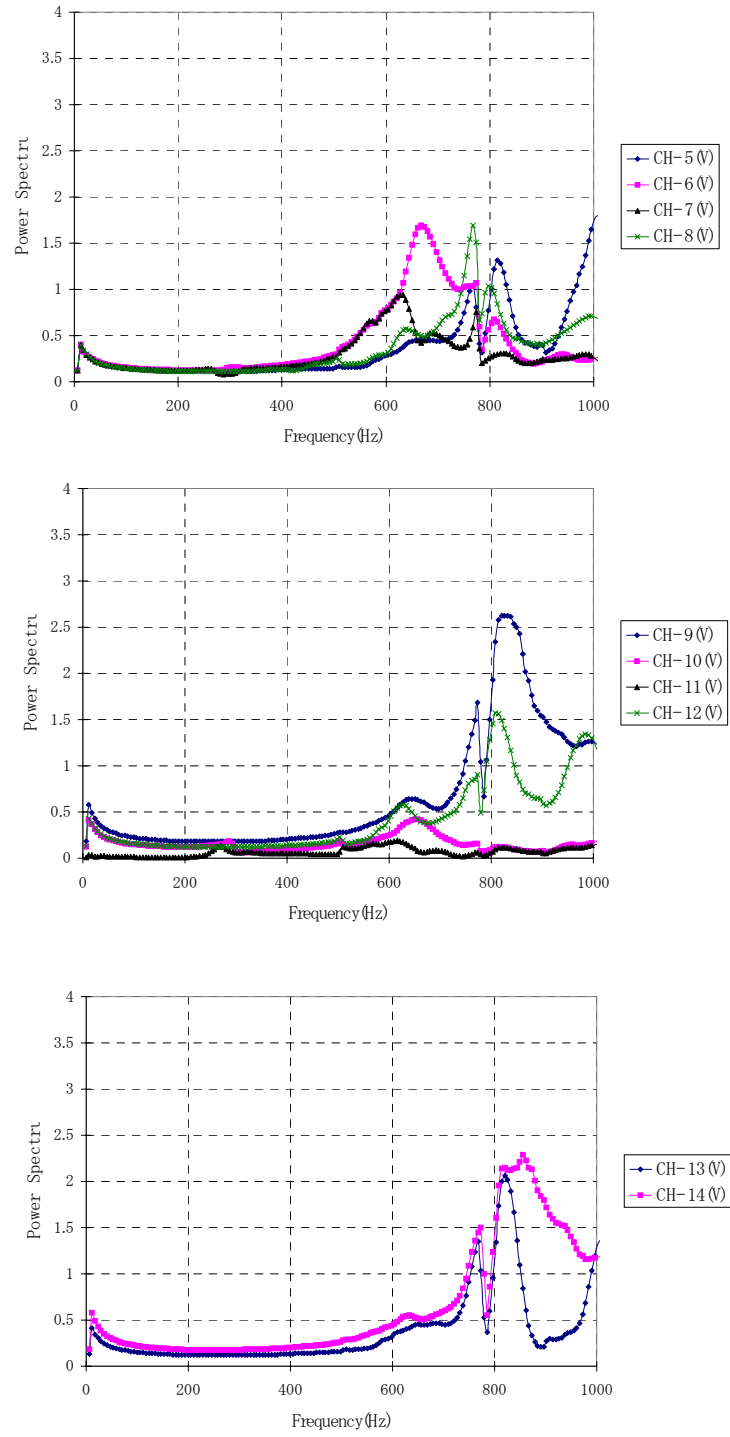 4
3.5
3
2.5
2
1.5
1
0.5
0
0 200 400 600 800 1000
Power Spectru
Frequency(Hz)
CH-5(V)
CH-6(V)
CH-7(V)
CH-8(V)
4
3.5
3
2.5
2
1.5
1
0.5
0
0 200 400 600 800 1000
Power Spectru
Frequency(Hz)
CH-9(V)
CH-10(V)
CH-11(V)
CH-12(V)
4
3.5
3
2.5
2
1.5
1
0.5
0
0 200 400 600 800 1000
Power Spectru
Frequency(Hz)
CH-13(V)
CH-14(V)